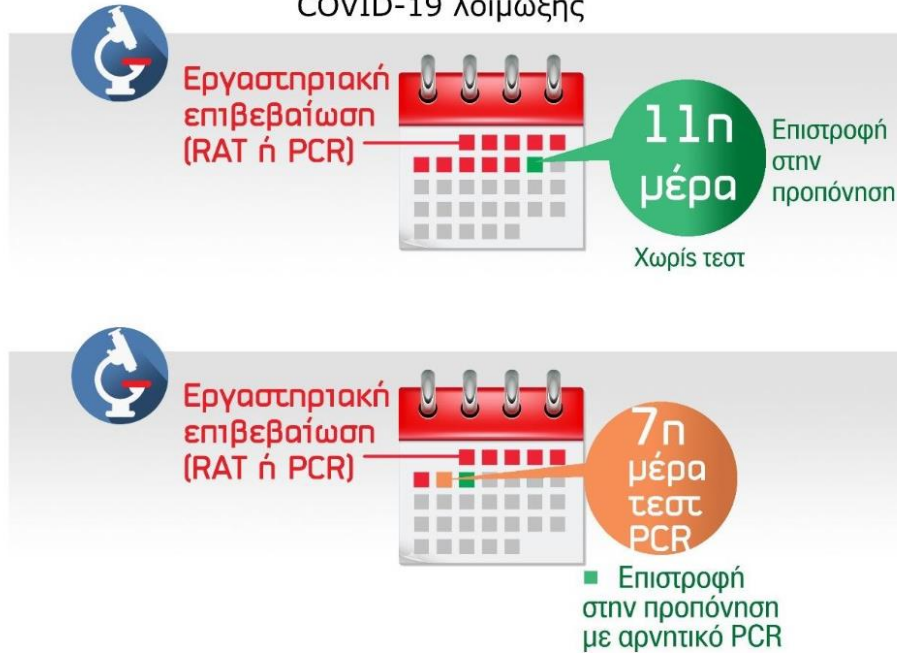 COVID-19 λοίμωξης
Εργαστηριακή
επιβεβαίωση
(RAT ή PCR)
11η
μέρα
Επιστροφή
στην
προπόνηση
Χωρίς τεστ
Εργαστηριακή
επιβεβαίωση
(RAT ή PCR)
7η
μέρα
τεστ
PCR
Επιστροφή
στην προπόνηση
με αρνητικό PCR